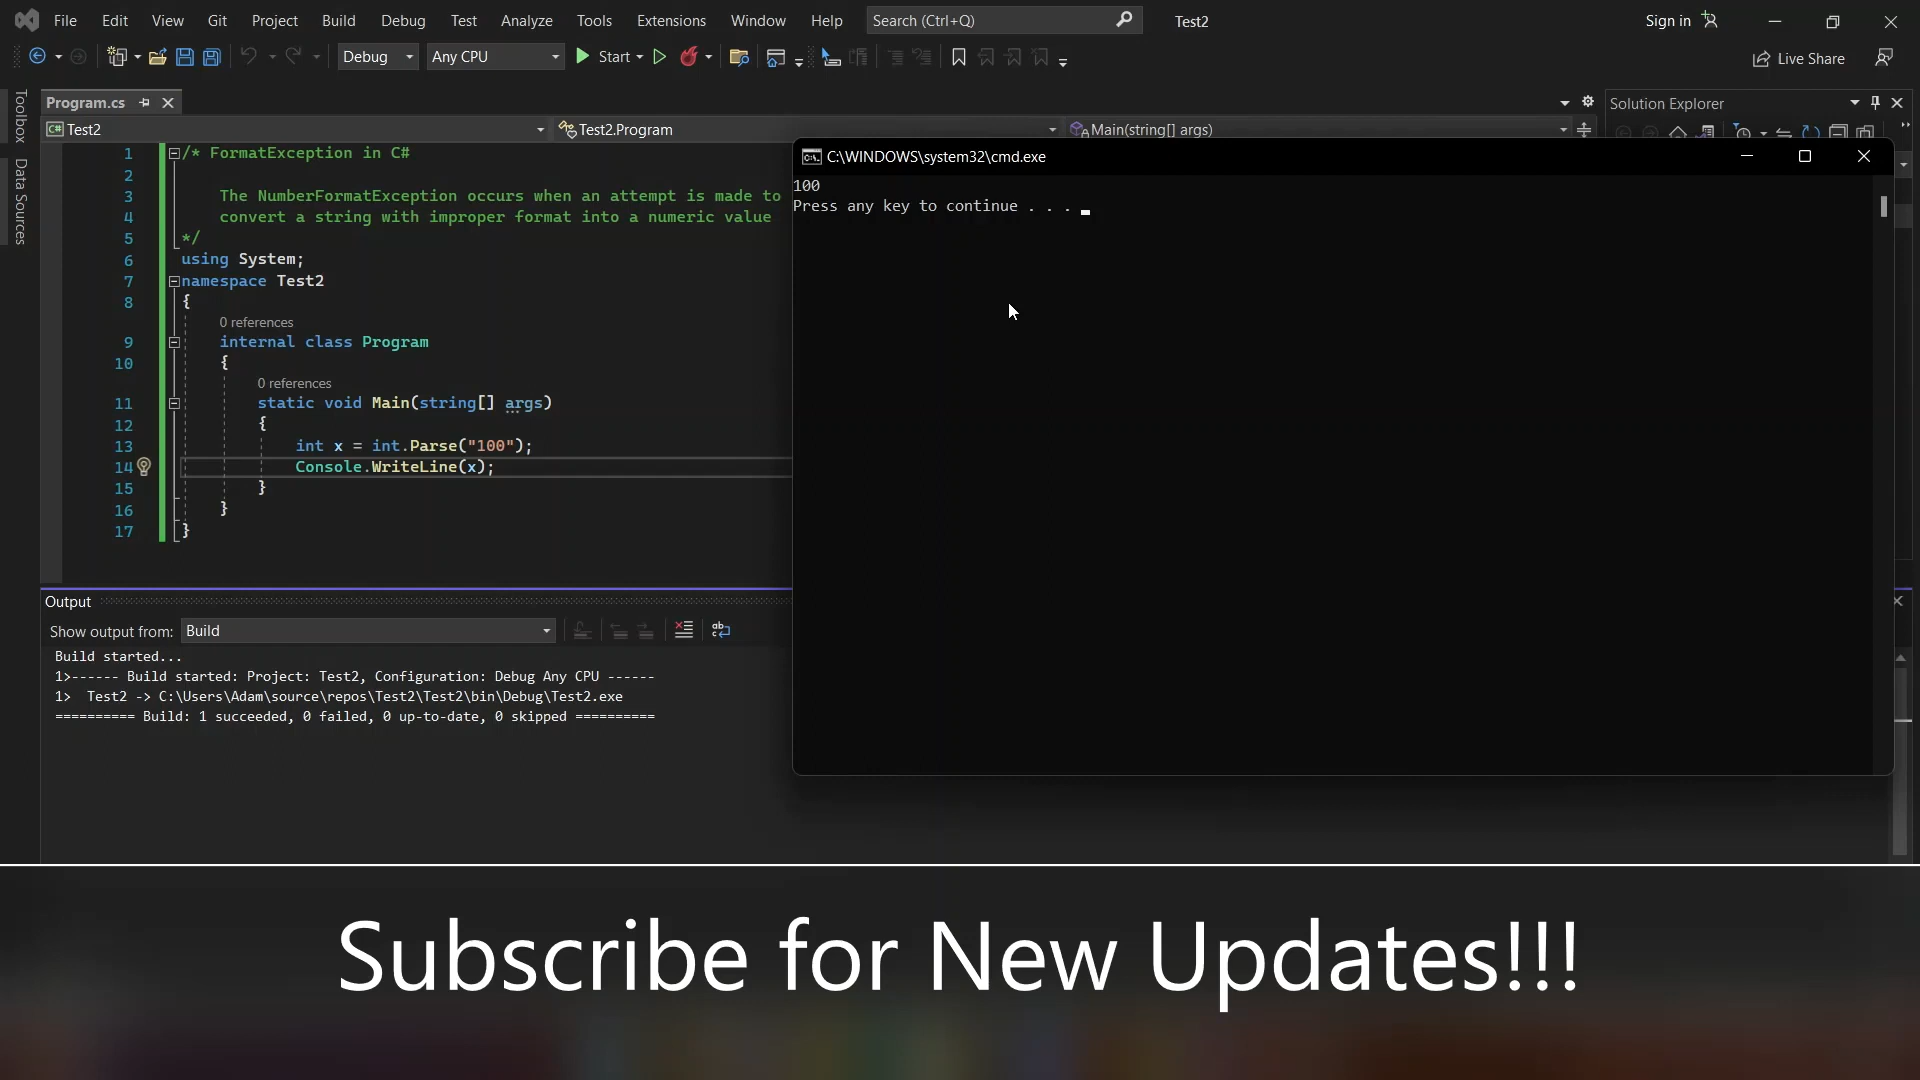 File Edit View Git Project Build Debug Test Analyze Tools Extensions Window Help Search (Ctrl+Q) Test2 Sign in
Debug Any CPU Start Live Share
Toolbox
Data Sources
Program.cs
Solution Explorer
C# Test2 Test2.Program Main(string[] args)
1 /* FormatException in C#
2
3 The NumberFormatException occurs when an attempt is made to
4 convert a string with improper format into a numeric value
5 */
6 using System;
7 namespace Test2
8 {
0 references
9 internal class Program
10 {
0 references
11 static void Main(string[] args)
12 {
13 int x = int.Parse("100");
14 Console.WriteLine(x);
15 }
16 }
17 }
C:\WINDOWS\system32\cmd.exe
100
Press any key to continue . . .
Output
Show output from: Build
Build started...
1>------ Build started: Project: Test2, Configuration: Debug Any CPU ------
1>  Test2 -> C:\Users\Adam\source\repos\Test2\Test2\bin\Debug\Test2.exe
========== Build: 1 succeeded, 0 failed, 0 up-to-date, 0 skipped ==========
Subscribe for New Updates!!!